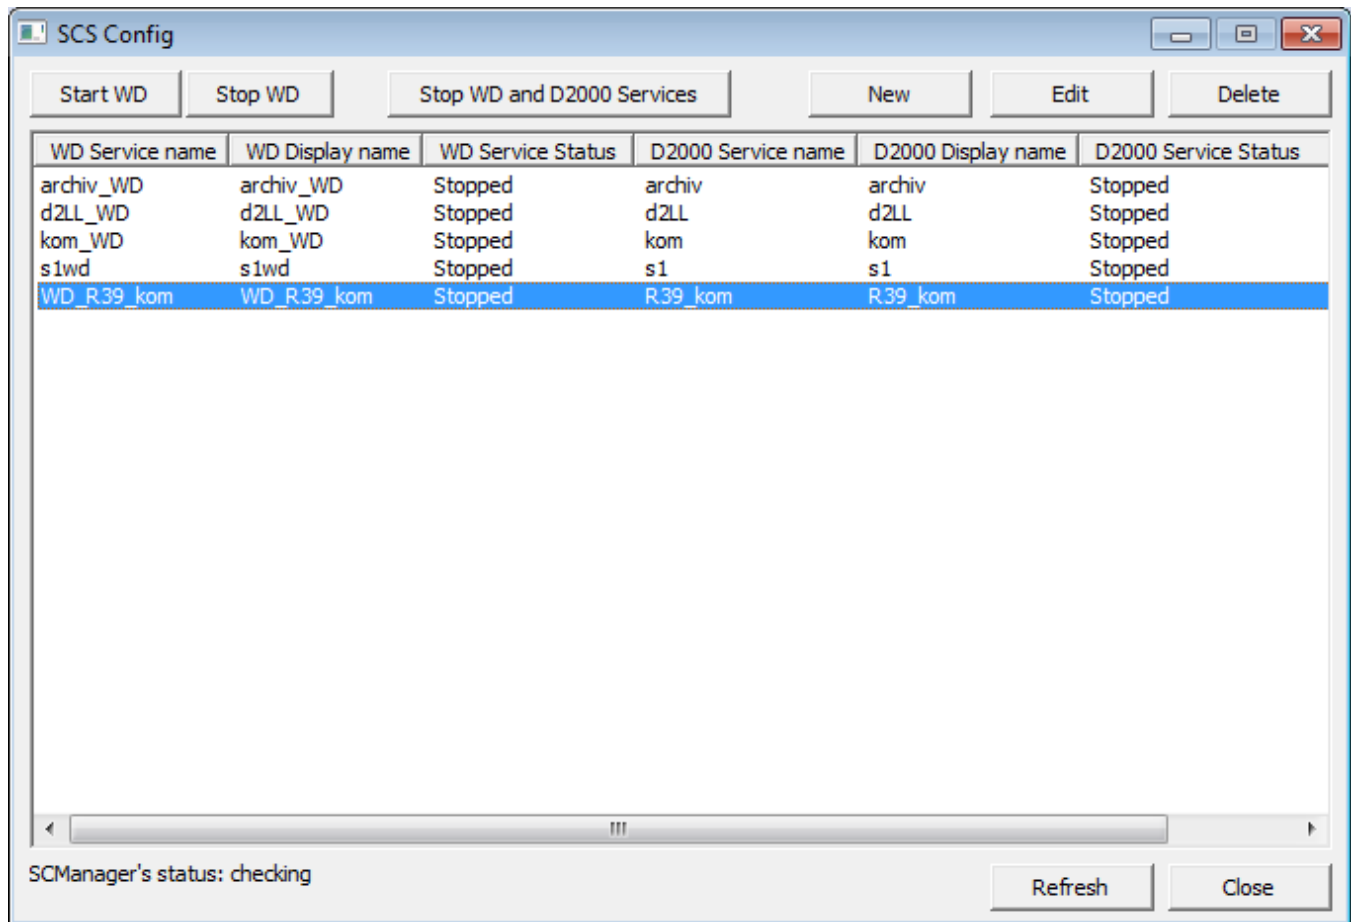 SCS Config
Start WD Stop WD Stop WD and D2000 Services New Edit Delete
WD Service name WD Display name WD Service Status D2000 Service name D2000 Display name D2000 Service Status
archiv_WD archiv_WD Stopped archiv archiv Stopped
d2LL_WD d2LL_WD Stopped d2LL d2LL Stopped
kom_WD kom_WD Stopped kom kom Stopped
s1wd s1wd Stopped s1 s1 Stopped
WD_R39_kom WD_R39_kom Stopped R39_kom R39_kom Stopped
SCManager's status: checking
Refresh Close